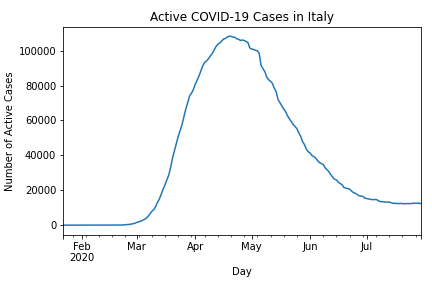 Active COVID-19 Cases in Italy
Number of Active Cases
100000
80000
60000
40000
20000
0
Feb Mar Apr May Jun Jul
2020
Day